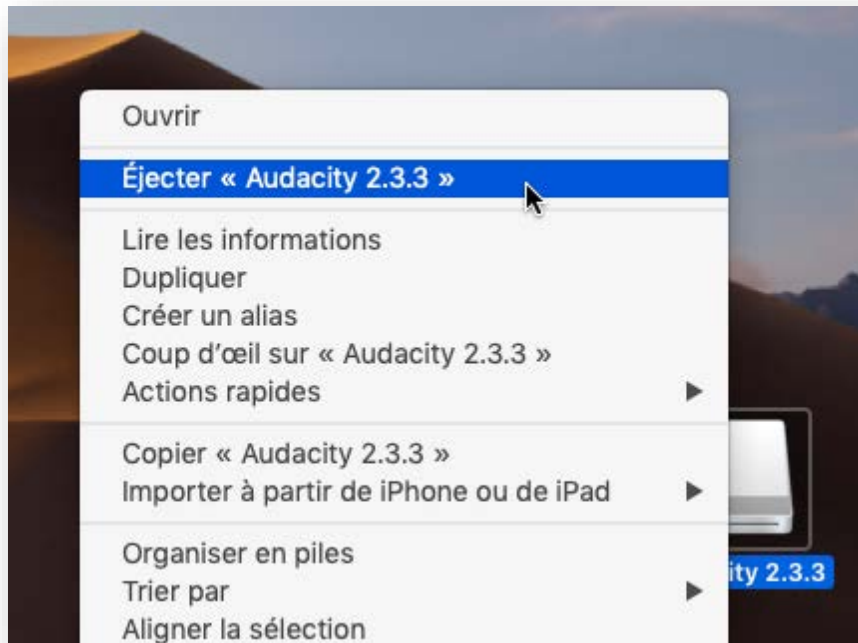 Ouvrir
Éjecter « Audacity 2.3.3 »
Lire les informations
Dupliquer
Créer un alias
Coup d’œil sur « Audacity 2.3.3 »
Actions rapides
Copier « Audacity 2.3.3 »
Importer à partir de iPhone ou de iPad
Organiser en piles
Trier par
Aligner la sélection
ity 2.3.3